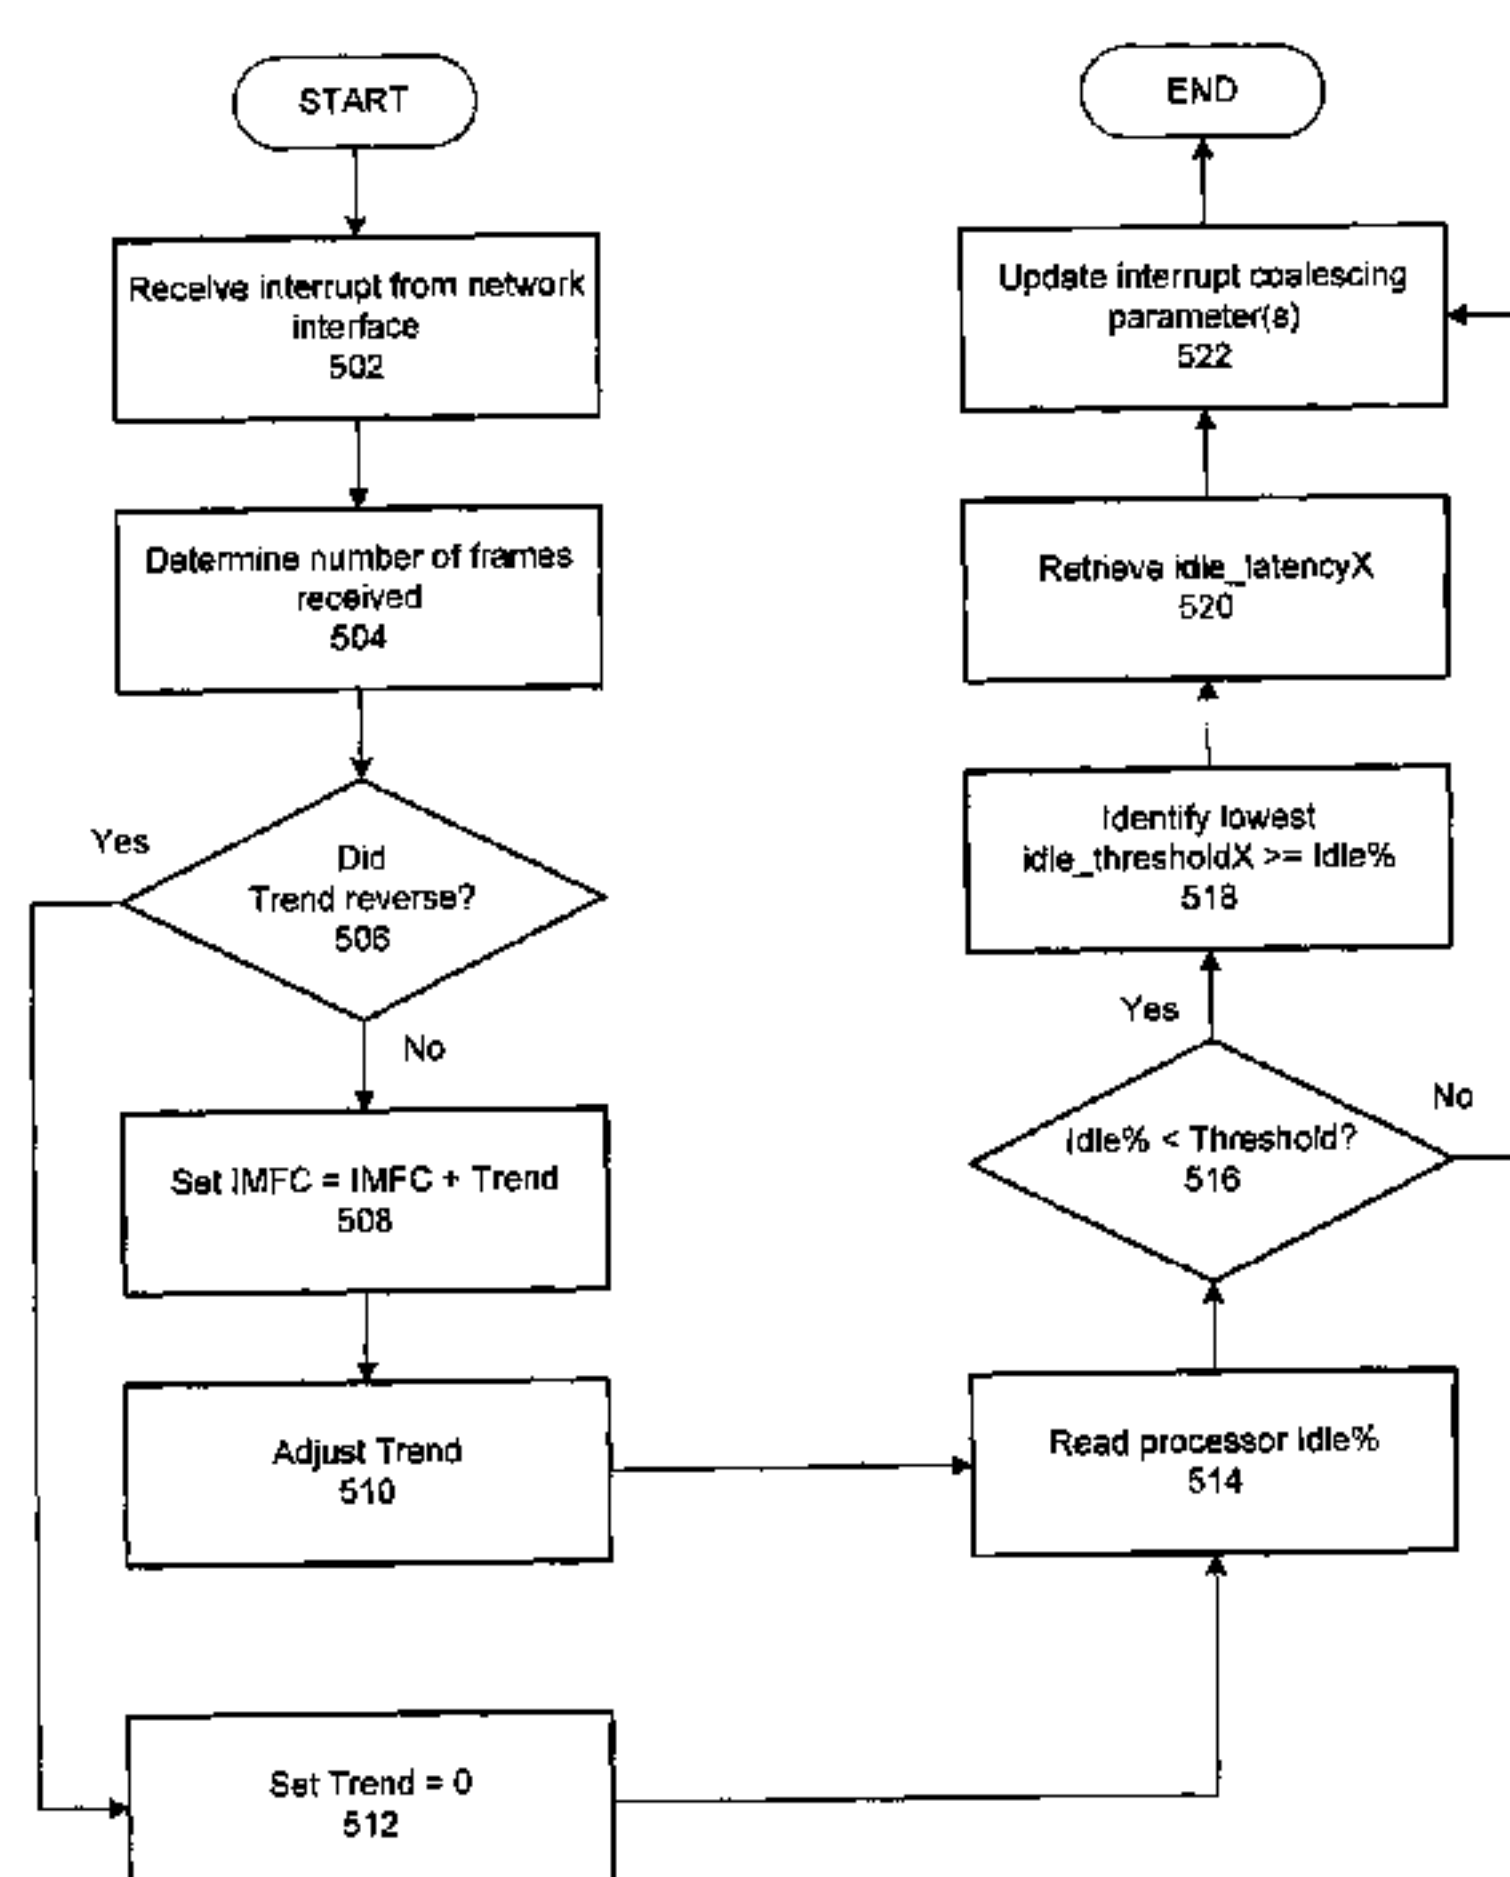 START
Receive interrupt from network
interface
502
Determine number of frames
received
504
Yes
Did
Trend reverse?
506
No
Set IMFC = IMFC + Trend
508
Adjust Trend
510
Set Trend = 0
512
END
Update interrupt coalescing
parameter(s)
522
Retrieve idle_latencyX
520
Identify lowest
idle_thresholdX >= Idle%
518
Yes
No
Idle% < Threshold?
516
Read processor Idle%
514